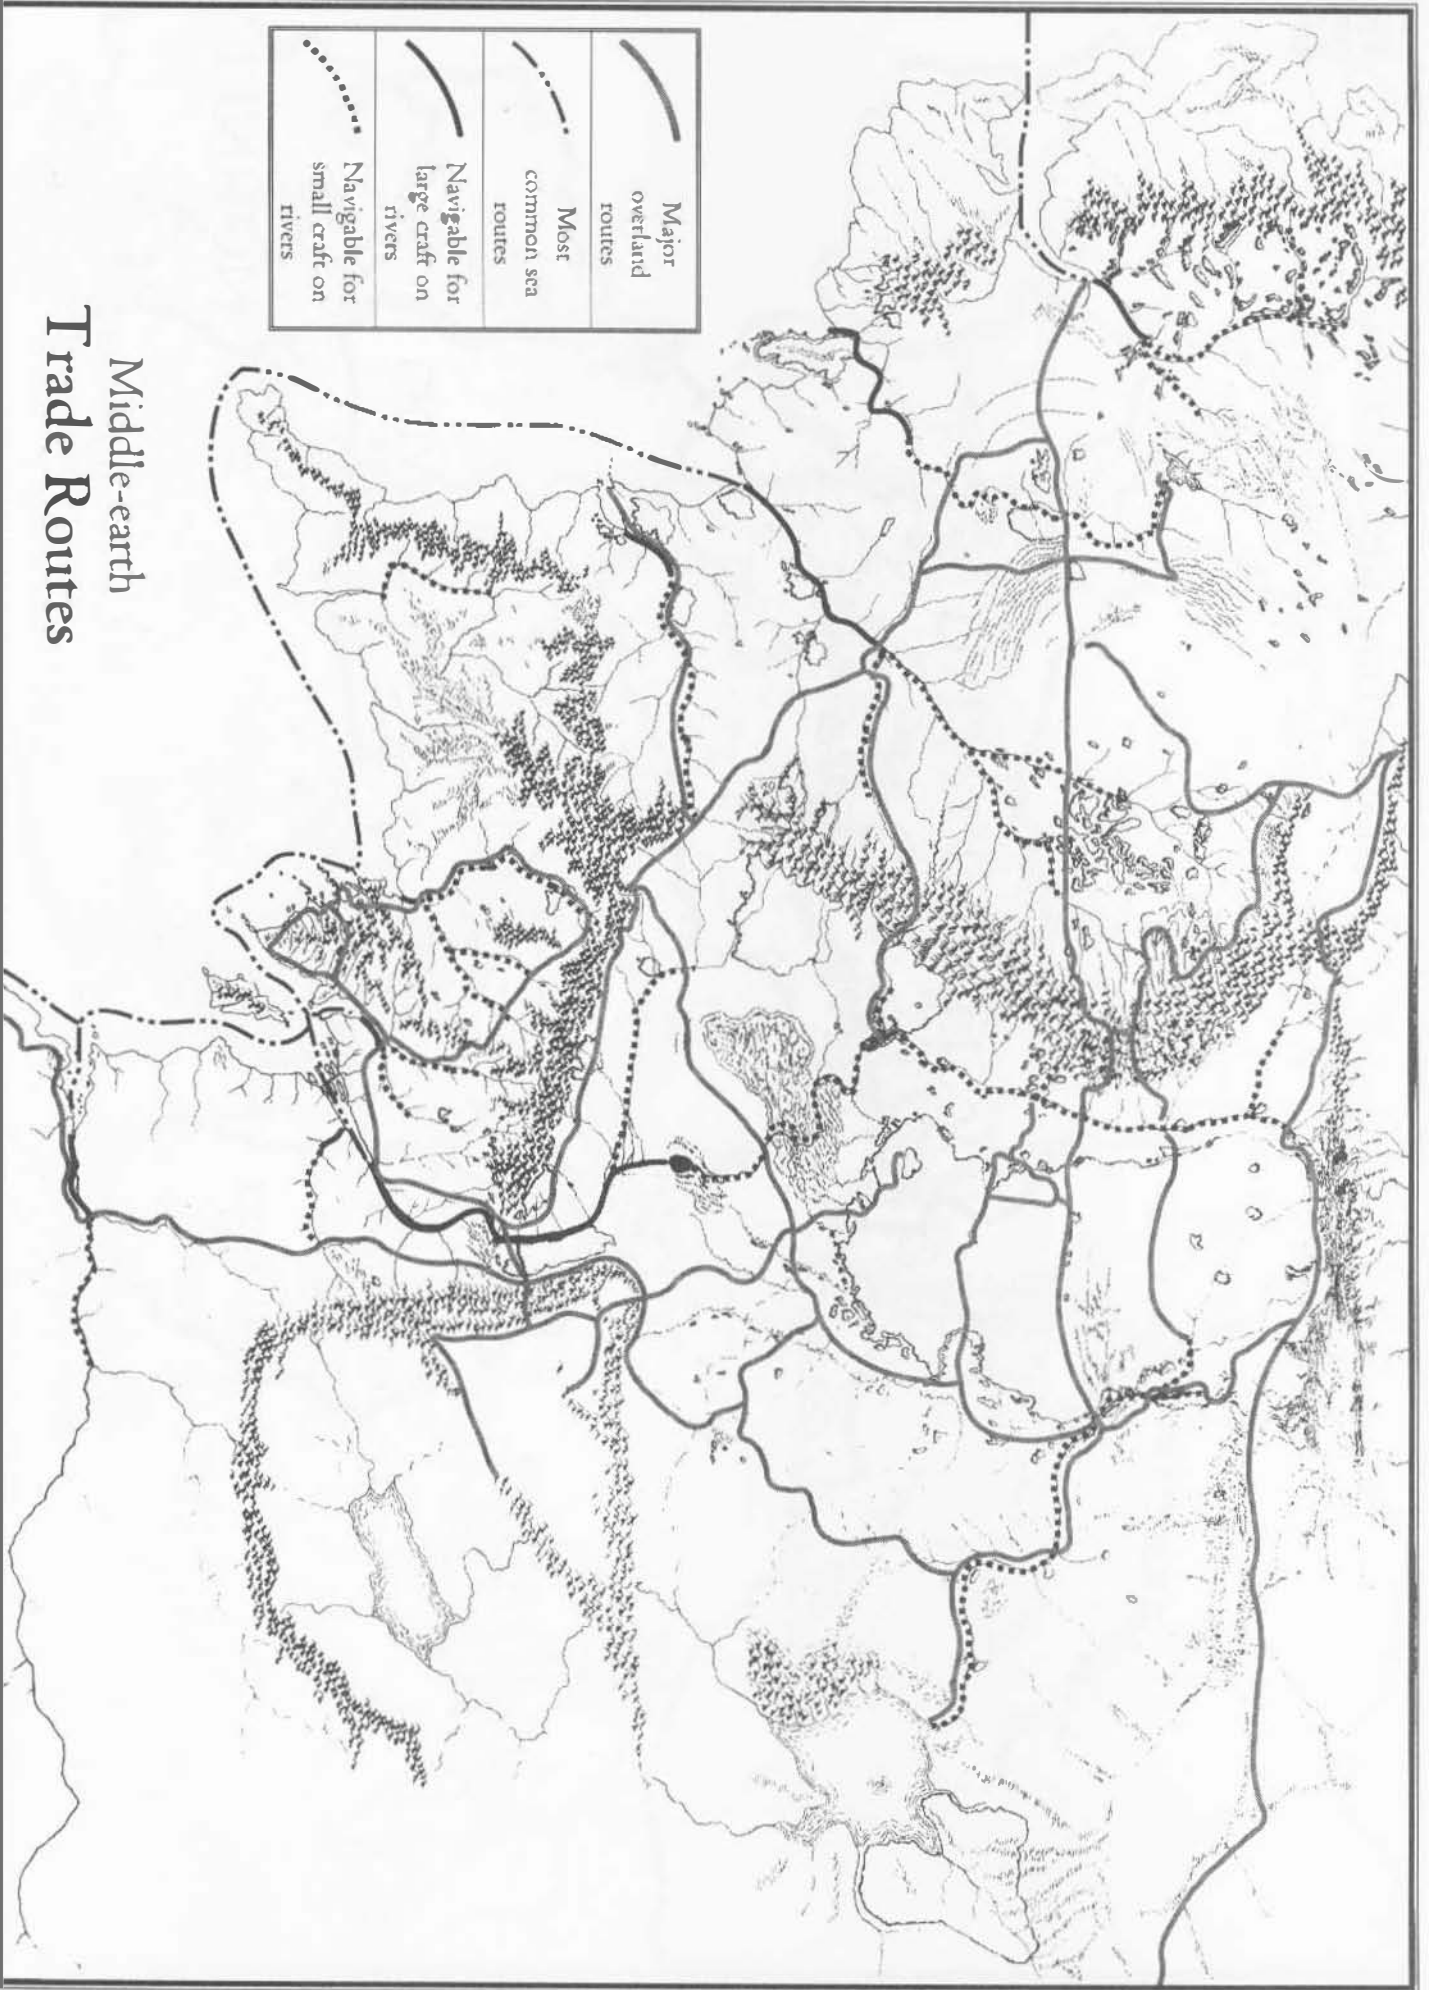 Major
overland
routes
Most
common sea
routes
Navigable for
large craft on
rivers
Navigable for
small craft on
rivers
Middle-earth
Trade Routes